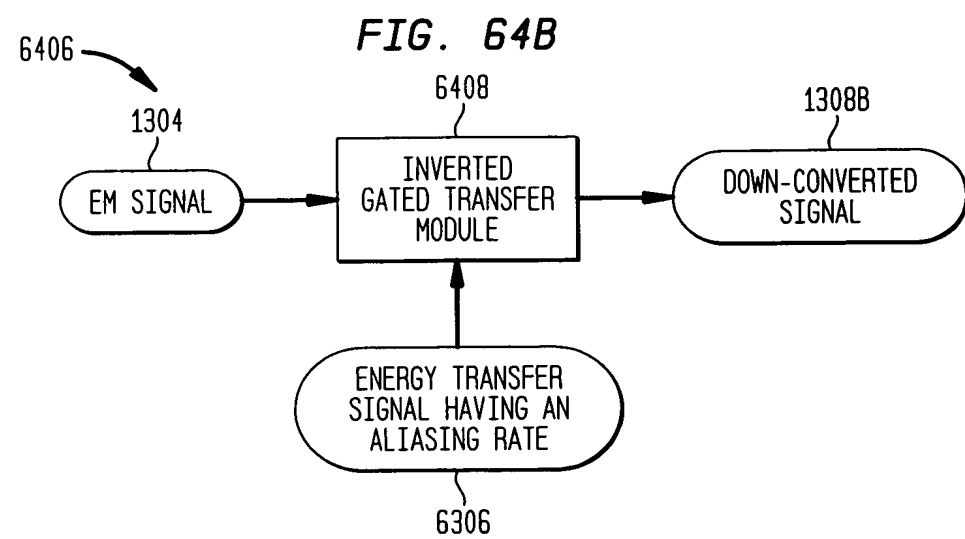 FIG. 64B
6406
1304
EM SIGNAL
6408
INVERTED
GATED TRANSFER
MODULE
1308B
DOWN-CONVERTED
SIGNAL
ENERGY TRANSFER
SIGNAL HAVING AN
ALIASING RATE
6306